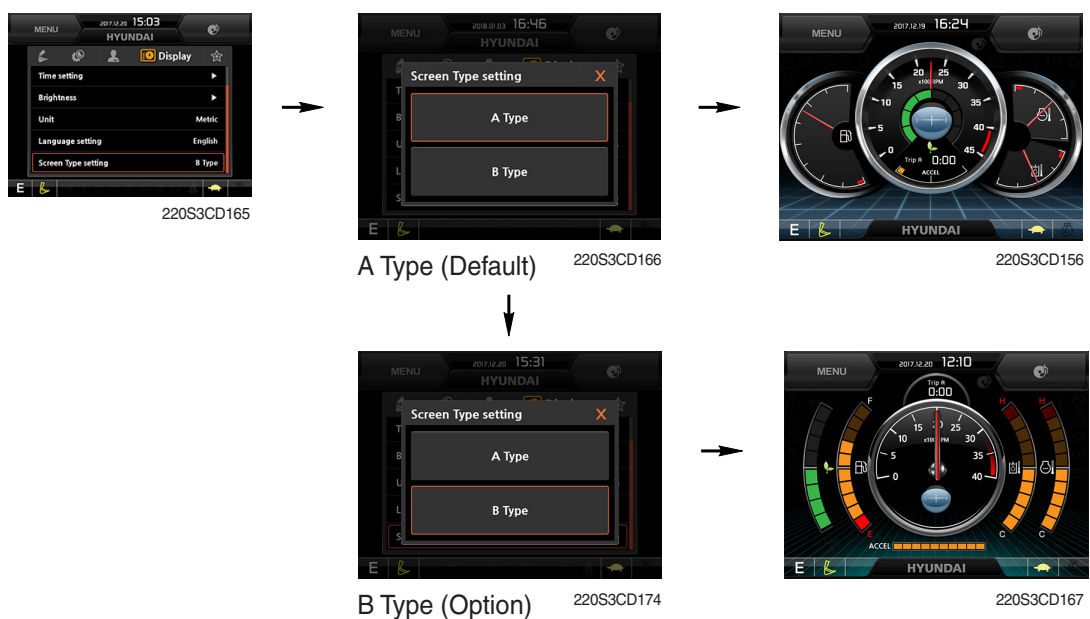 MENU 2017.12.20 15:03
HYUNDAI
Display
Time setting
Brightness
Unit Metric
Language setting English
Screen Type setting B Type
E
220S3CD165
2018.01.03 16:46
MENU
HYUNDAI
Screen Type setting X
A Type
B Type
E
A Type (Default) 220S3CD166
MENU 2017.12.19 16:24
0 5 10 15 20 25 30 35 40 45
x100 RPM
Trip A 0:00
ACCEL
E HYUNDAI
220S3CD156
2017.12.20 15:31
MENU
HYUNDAI
Screen Type setting X
A Type
B Type
E
B Type (Option) 220S3CD174
MENU 2017.12.20 12:10
Trip A
0:00
F H H
0 5 10 15 20 25 30 35 40
E C C
ACCEL
E HYUNDAI
220S3CD167